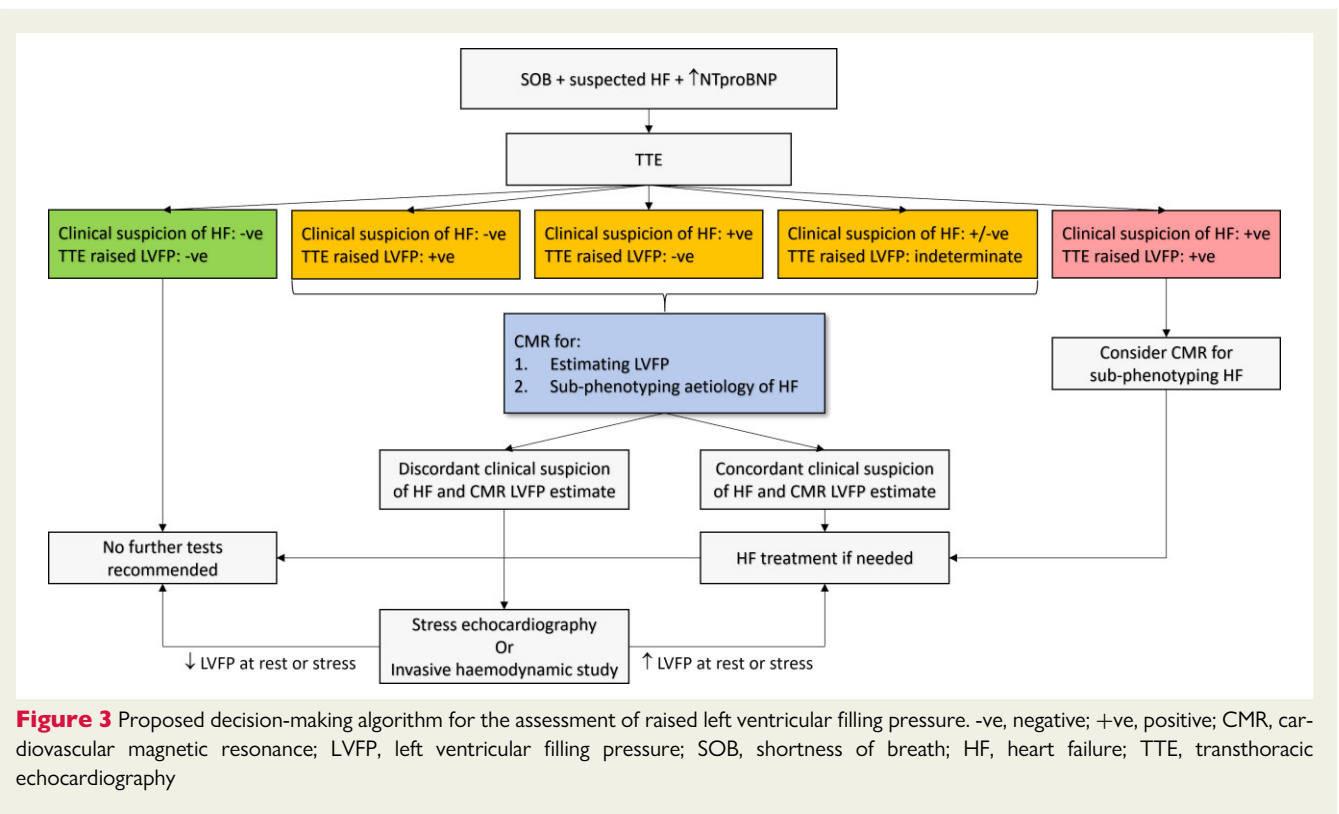 SOB + suspected HF + ↑NTproBNP
TTE
Clinical suspicion of HF: -ve
TTE raised LVFP: -ve
Clinical suspicion of HF: -ve
TTE raised LVFP: +ve
Clinical suspicion of HF: +ve
TTE raised LVFP: -ve
Clinical suspicion of HF: +/-ve
TTE raised LVFP: indeterminate
Clinical suspicion of HF: +ve
TTE raised LVFP: +ve
CMR for:
1. Estimating LVFP
2. Sub-phenotyping aetiology of HF
Consider CMR for
sub-phenotyping HF
Discordant clinical suspicion
of HF and CMR LVFP estimate
Concordant clinical suspicion
of HF and CMR LVFP estimate
No further tests
recommended
HF treatment if needed
Stress echocardiography
Or
Invasive haemodynamic study
↓ LVFP at rest or stress
↑ LVFP at rest or stress
Figure 3 Proposed decision-making algorithm for the assessment of raised left ventricular filling pressure. -ve, negative; +ve, positive; CMR, car-
diovascular magnetic resonance; LVFP, left ventricular filling pressure; SOB, shortness of breath; HF, heart failure; TTE, transthoracic
echocardiography